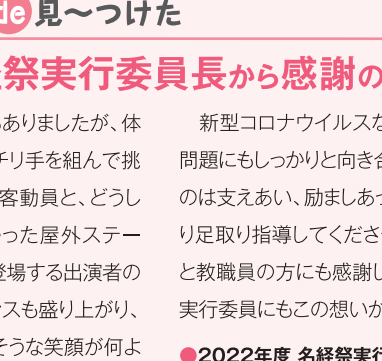 de 見〜つけた
祭実行委員長から感謝の
ありましたが、体
チリ手を組んで挑
客動員と、どうし
った屋外ステー
登場する出演者の
スも盛り上がり、
そうな笑顔が何よ
新型コロナウイルスな
問題にもしっかりと向き合
のは支えあい、励ましあっ
り足取り指導してくださ
と教職員の方にも感謝し
実行委員にもこの想いか
●2022年度 名経祭実行